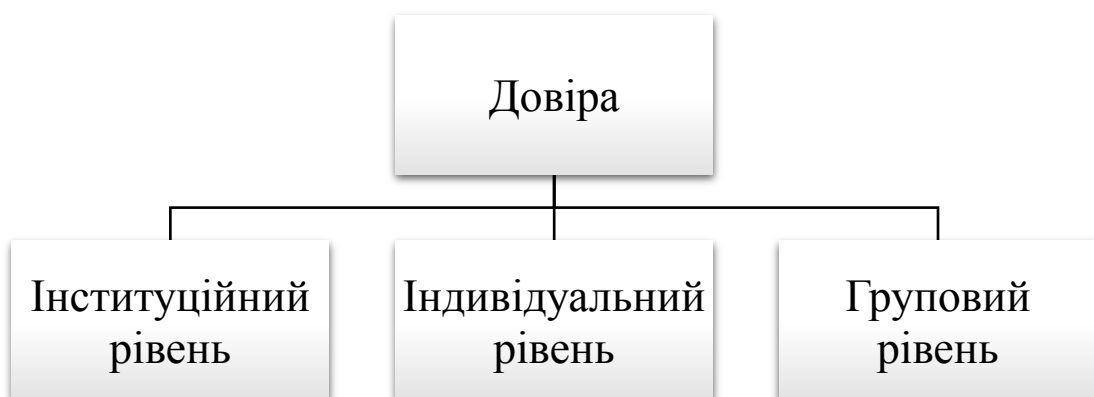 Довіра
Інституційний
рівень
Індивідуальний
рівень
Груповий
рівень